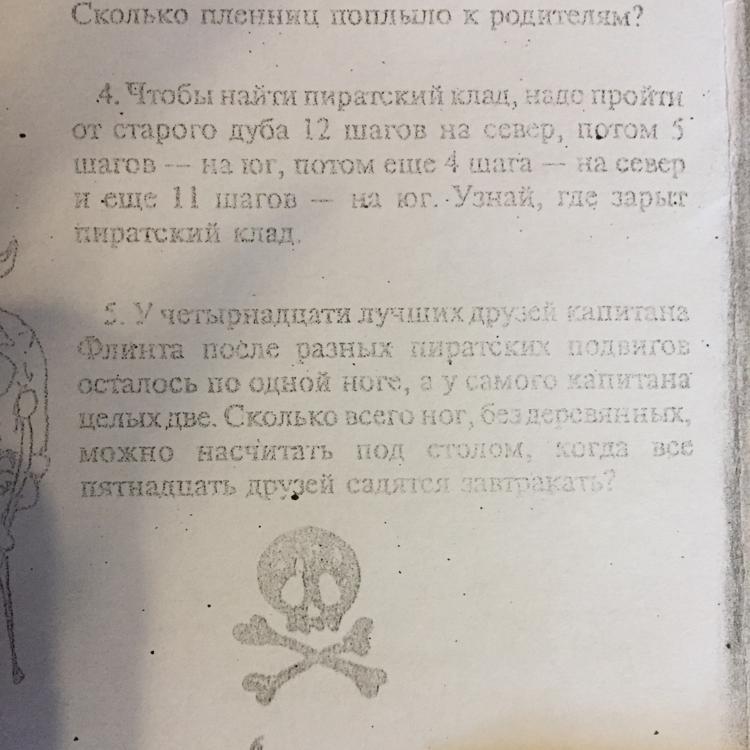 Сколько пленниц поплыло к родителям?
4. Чтобы найти пиратский клад, надо пройти
от старого дуба 12 шагов на север, потом 5
шагов — на юг, потом еще 4 шага — на север
и еще 11 шагов — на юг. Узнай, где зарыт
пиратский клад.
5. У четырнадцати лучших друзей капитана
Флинта после разных пиратских подвигов
осталось по одной ноге, а у самого капитана
целых две. Сколько всего ног, без деревянных,
можно насчитать под столом, когда все
пятнадцать друзей садятся завтракать?